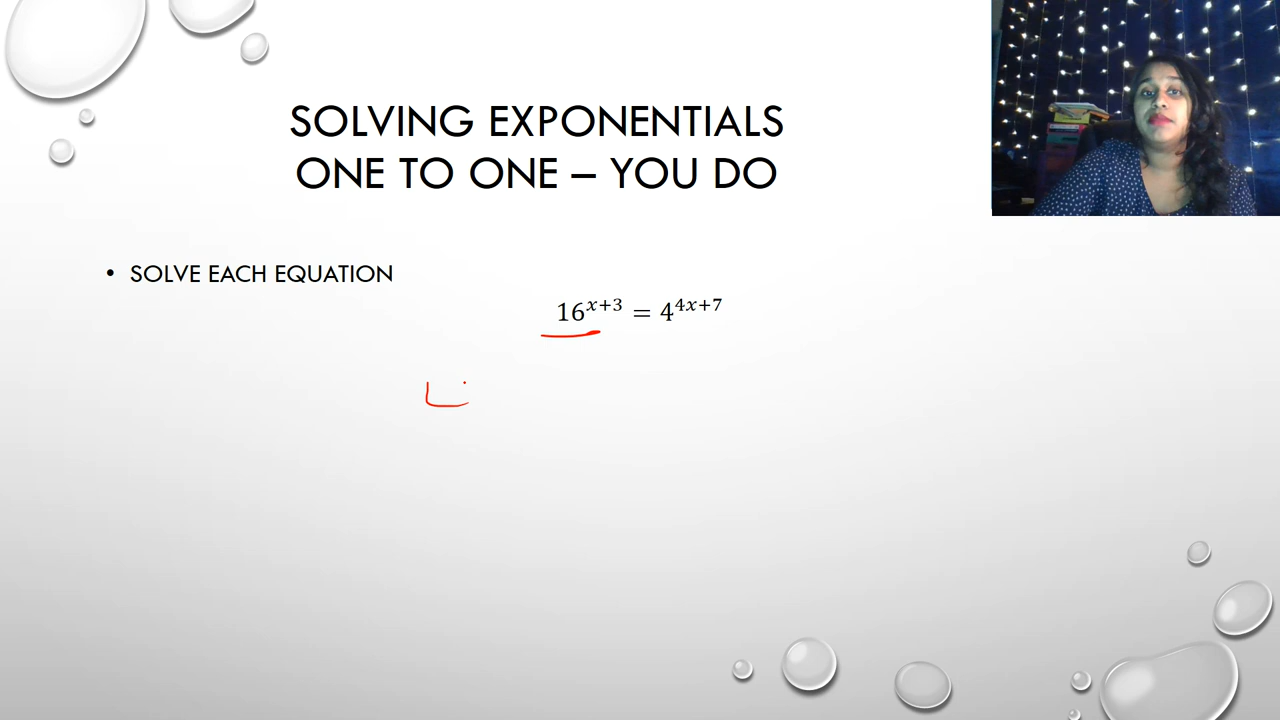 SOLVING EXPONENTIALS
ONE TO ONE – YOU DO
• SOLVE EACH EQUATION
16^{x+3} = 4^{4x+7}